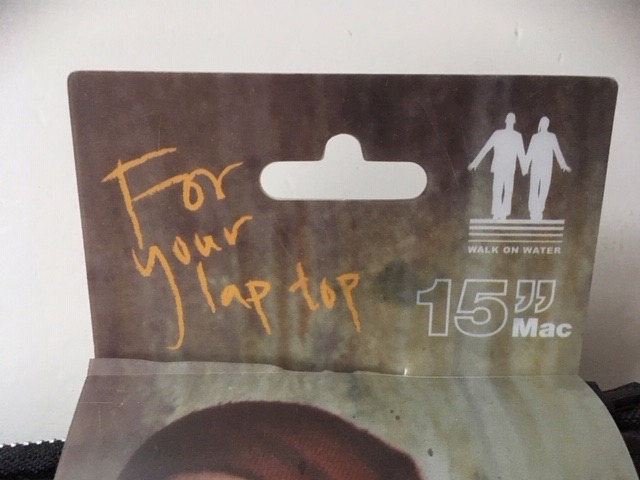 For
your
lap top
WALK ON WATER
15”
Mac